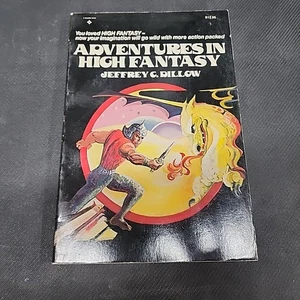 You loved HIGH FANTASY -
now your imagination will go wild with more action packed
ADVENTURES IN
HIGH FANTASY
JEFFREY C. DILLOW